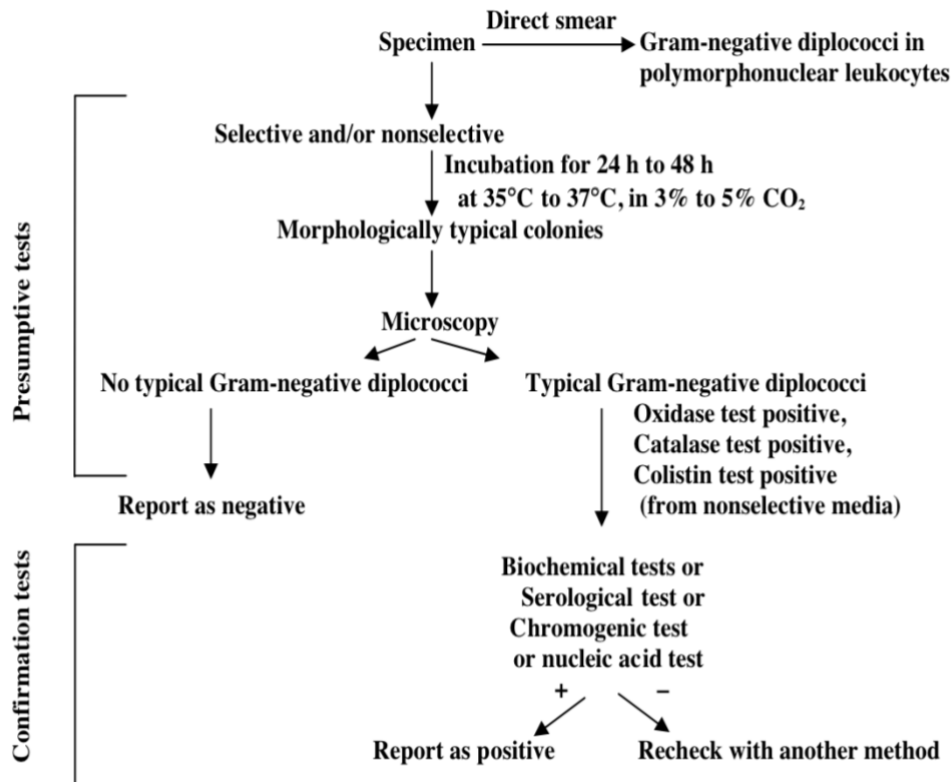 Direct smear
Specimen
Gram-negative diplococci in
polymorphonuclear leukocytes
Presumptive tests
Selective and/or nonselective
Incubation for 24 h to 48 h
at 35°C to 37°C, in 3% to 5% CO₂
Morphologically typical colonies
Microscopy
No typical Gram-negative diplococci
Typical Gram-negative diplococci
Oxidase test positive,
Catalase test positive,
Colistin test positive
(from nonselective media)
Report as negative
Confirmation tests
Biochemical tests or
Serological test or
Chromogenic test
or nucleic acid test
+
−
Report as positive
Recheck with another method